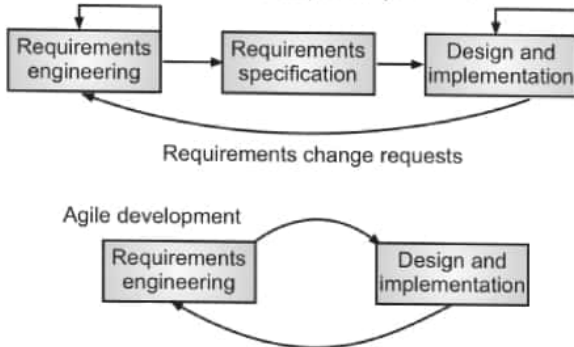 Requirements
engineering
Requirements
specification
Design and
implementation
Requirements change requests
Agile development
Requirements
engineering
Design and
implementation